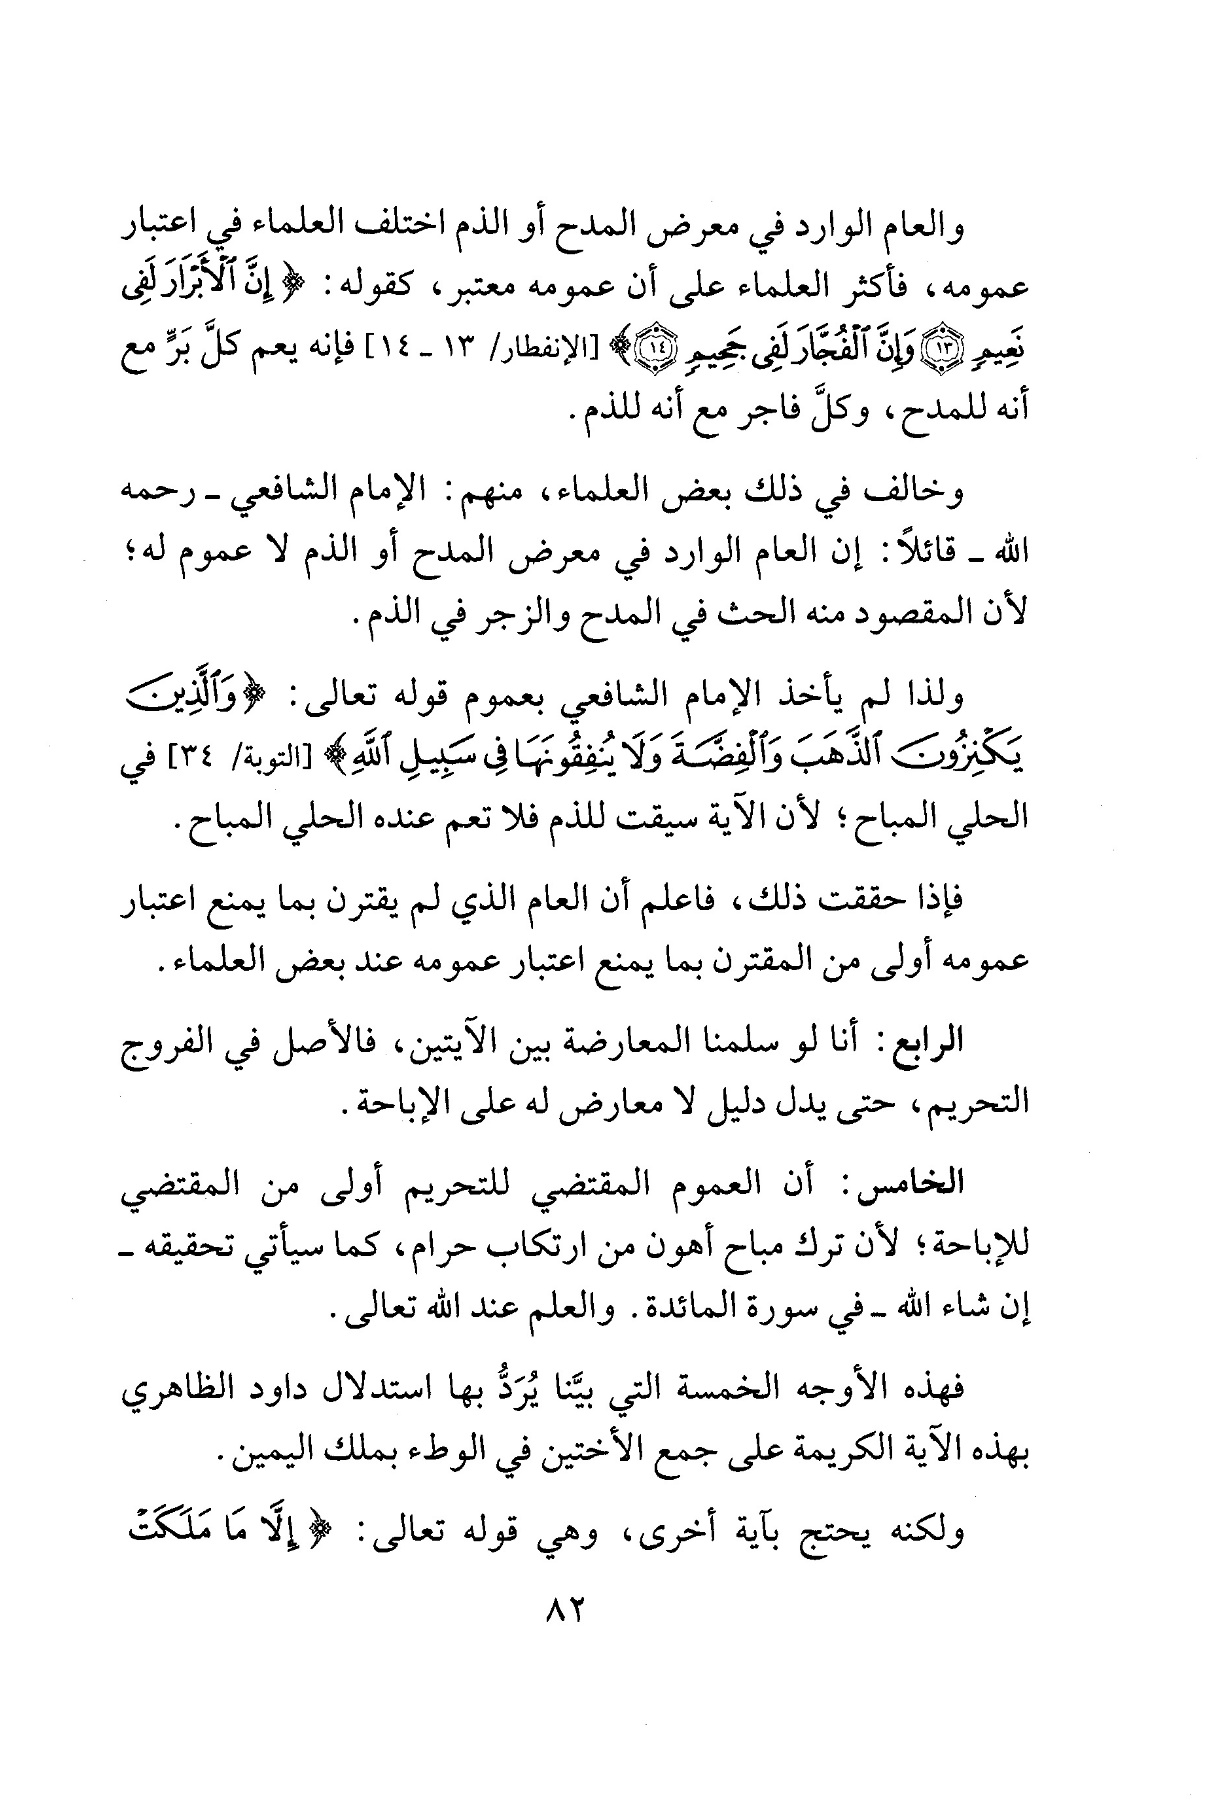 والعام الوارد في معرض المدح أو الذم اختلف العلماء في اعتبار
عمومه، فأكثر العلماء على أن عمومه معتبر، كقوله: ﴿إِنَّ ٱلْأَبْرَارَ لَفِى
نَعِيمٍ ﴿١٣﴾ وَإِنَّ ٱلْفُجَّارَ لَفِى جَحِيمٍ ﴿١٤﴾﴾ [الإنفطار/ ١٣ ـ ١٤] فإنه يعم كلَّ بَرٍّ مع
أنه للمدح، وكلَّ فاجر مع أنه للذم.
وخالف في ذلك بعض العلماء، منهم: الإمام الشافعي ـ رحمه
الله ـ قائلاً: إن العام الوارد في معرض المدح أو الذم لا عموم له؛
لأن المقصود منه الحث في المدح والزجر في الذم.
ولذا لم يأخذ الإمام الشافعي بعموم قوله تعالى: ﴿وَٱلَّذِينَ
يَكْنِزُونَ ٱلذَّهَبَ وَٱلْفِضَّةَ وَلَا يُنفِقُونَهَا فِى سَبِيلِ ٱللَّهِ﴾ [التوبة/ ٣٤] في
الحلي المباح؛ لأن الآية سيقت للذم فلا تعم عنده الحلي المباح.
فإذا حققت ذلك، فاعلم أن العام الذي لم يقترن بما يمنع اعتبار
عمومه أولى من المقترن بما يمنع اعتبار عمومه عند بعض العلماء.
الرابع: أنا لو سلمنا المعارضة بين الآيتين، فالأصل في الفروج
التحريم، حتى يدل دليل لا معارض له على الإباحة.
الخامس: أن العموم المقتضي للتحريم أولى من المقتضي
للإباحة؛ لأن ترك مباح أهون من ارتكاب حرام، كما سيأتي تحقيقه ـ
إن شاء الله ـ في سورة المائدة. والعلم عند الله تعالى.
فهذه الأوجه الخمسة التي بيَّنا يُرَدُّ بها استدلال داود الظاهري
بهذه الآية الكريمة على جمع الأختين في الوطء بملك اليمين.
ولكنه يحتج بآية أخرى، وهي قوله تعالى: ﴿إِلَّا مَا مَلَكَتْ
٨٢